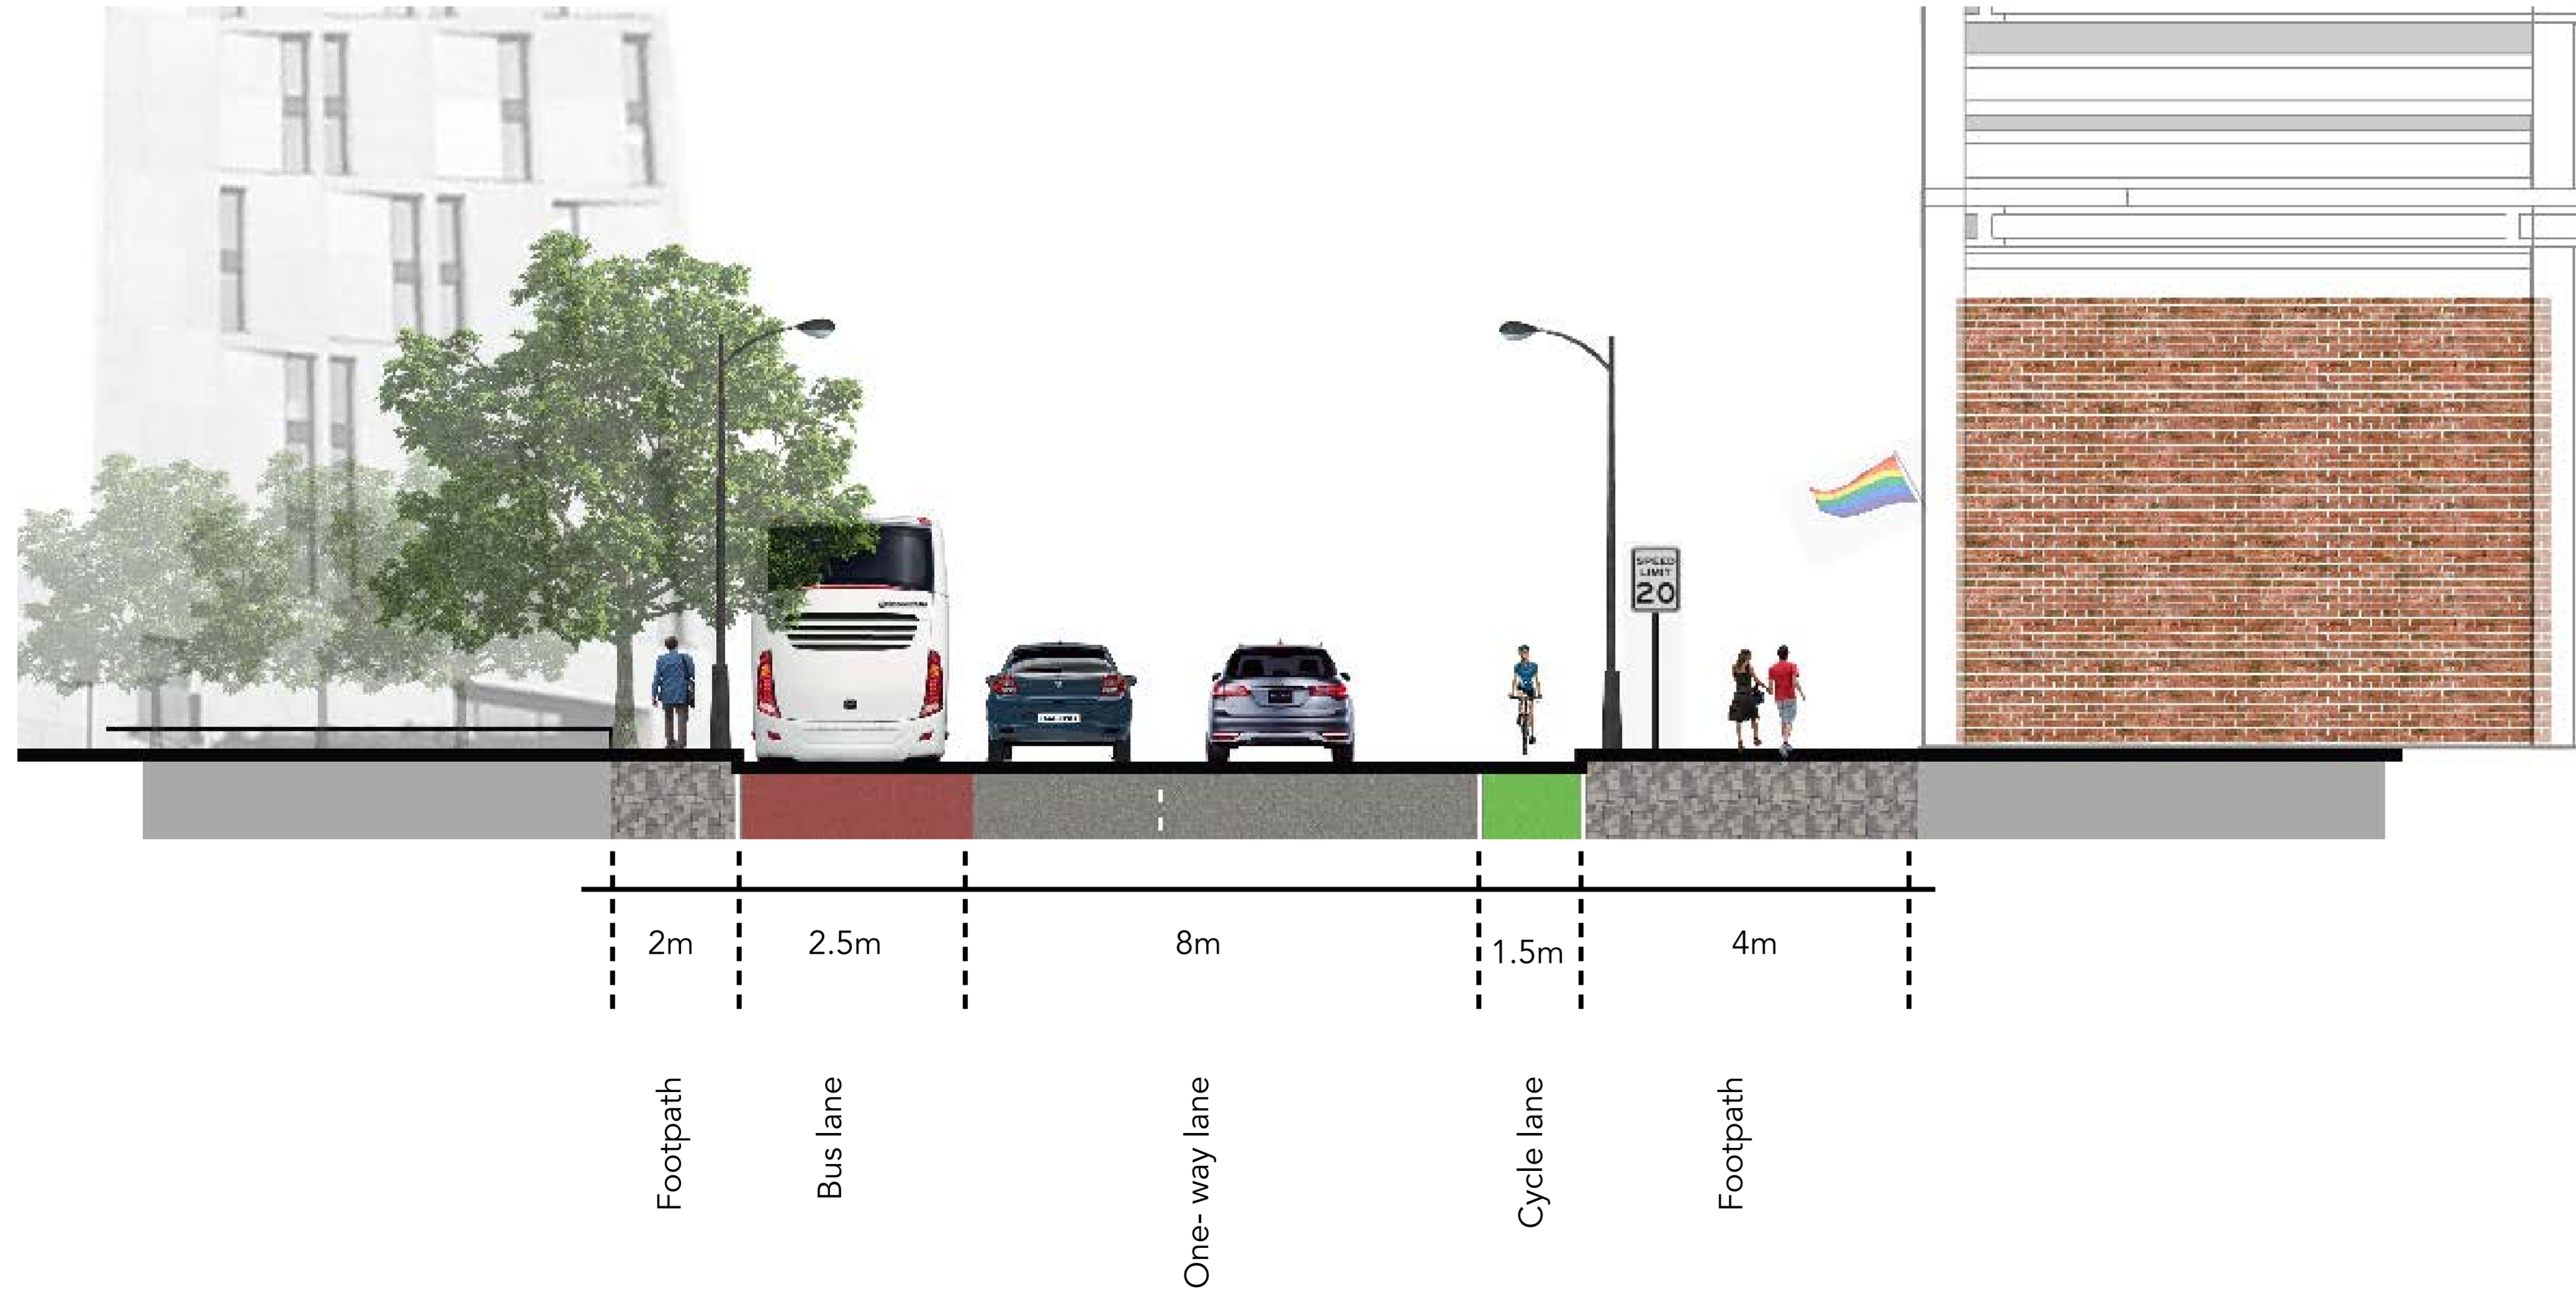 SPEED
LIMIT
20
2m
2.5m
8m
1.5m
4m
Footpath
Bus lane
One- way lane
Cycle lane
Footpath